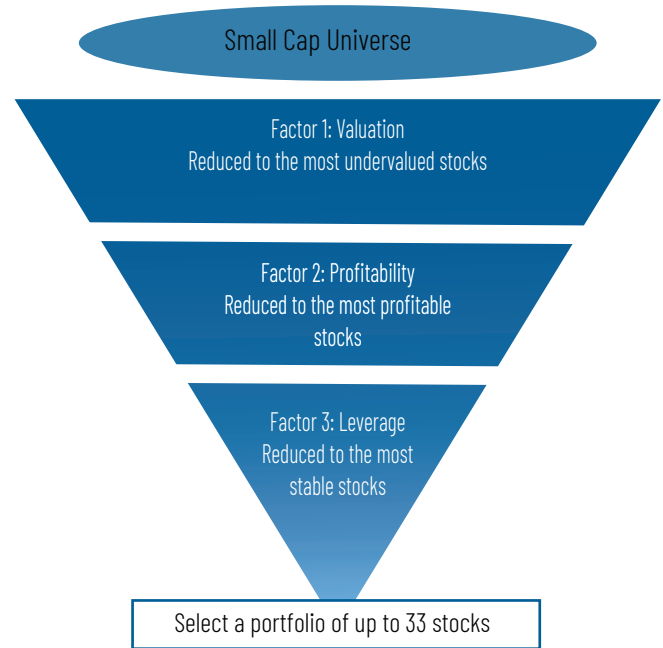 Small Cap Universe
Factor 1: Valuation
Reduced to the most undervalued stocks
Factor 2: Profitability
Reduced to the most profitable
stocks
Factor 3: Leverage
Reduced to the most
stable stocks
Select a portfolio of up to 33 stocks